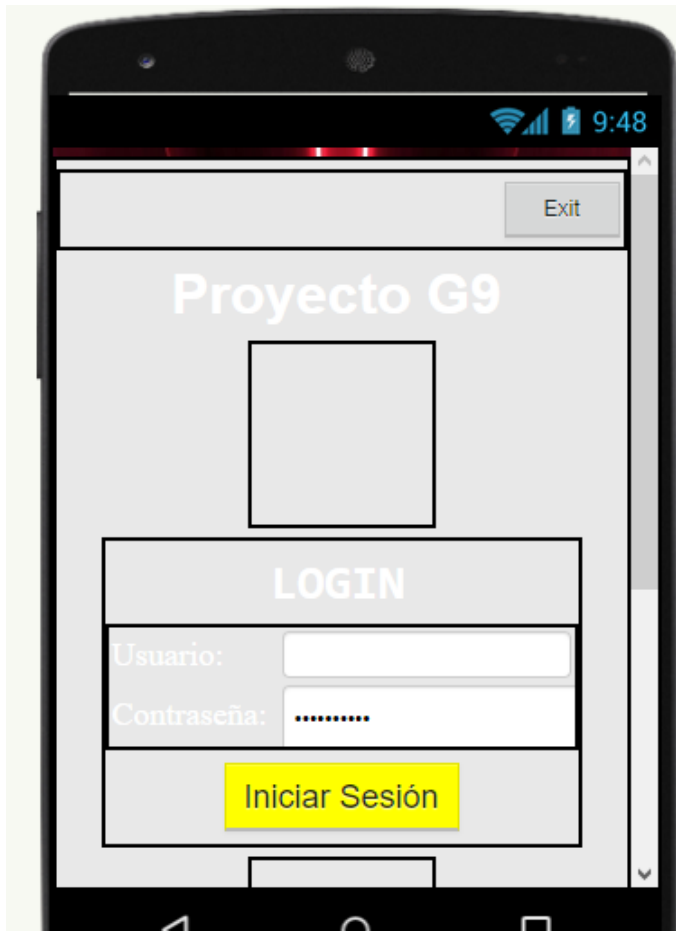 9:48
Exit
Proyecto G9
LOGIN
Usuario:
Contraseña: ••••••••••
Iniciar Sesión